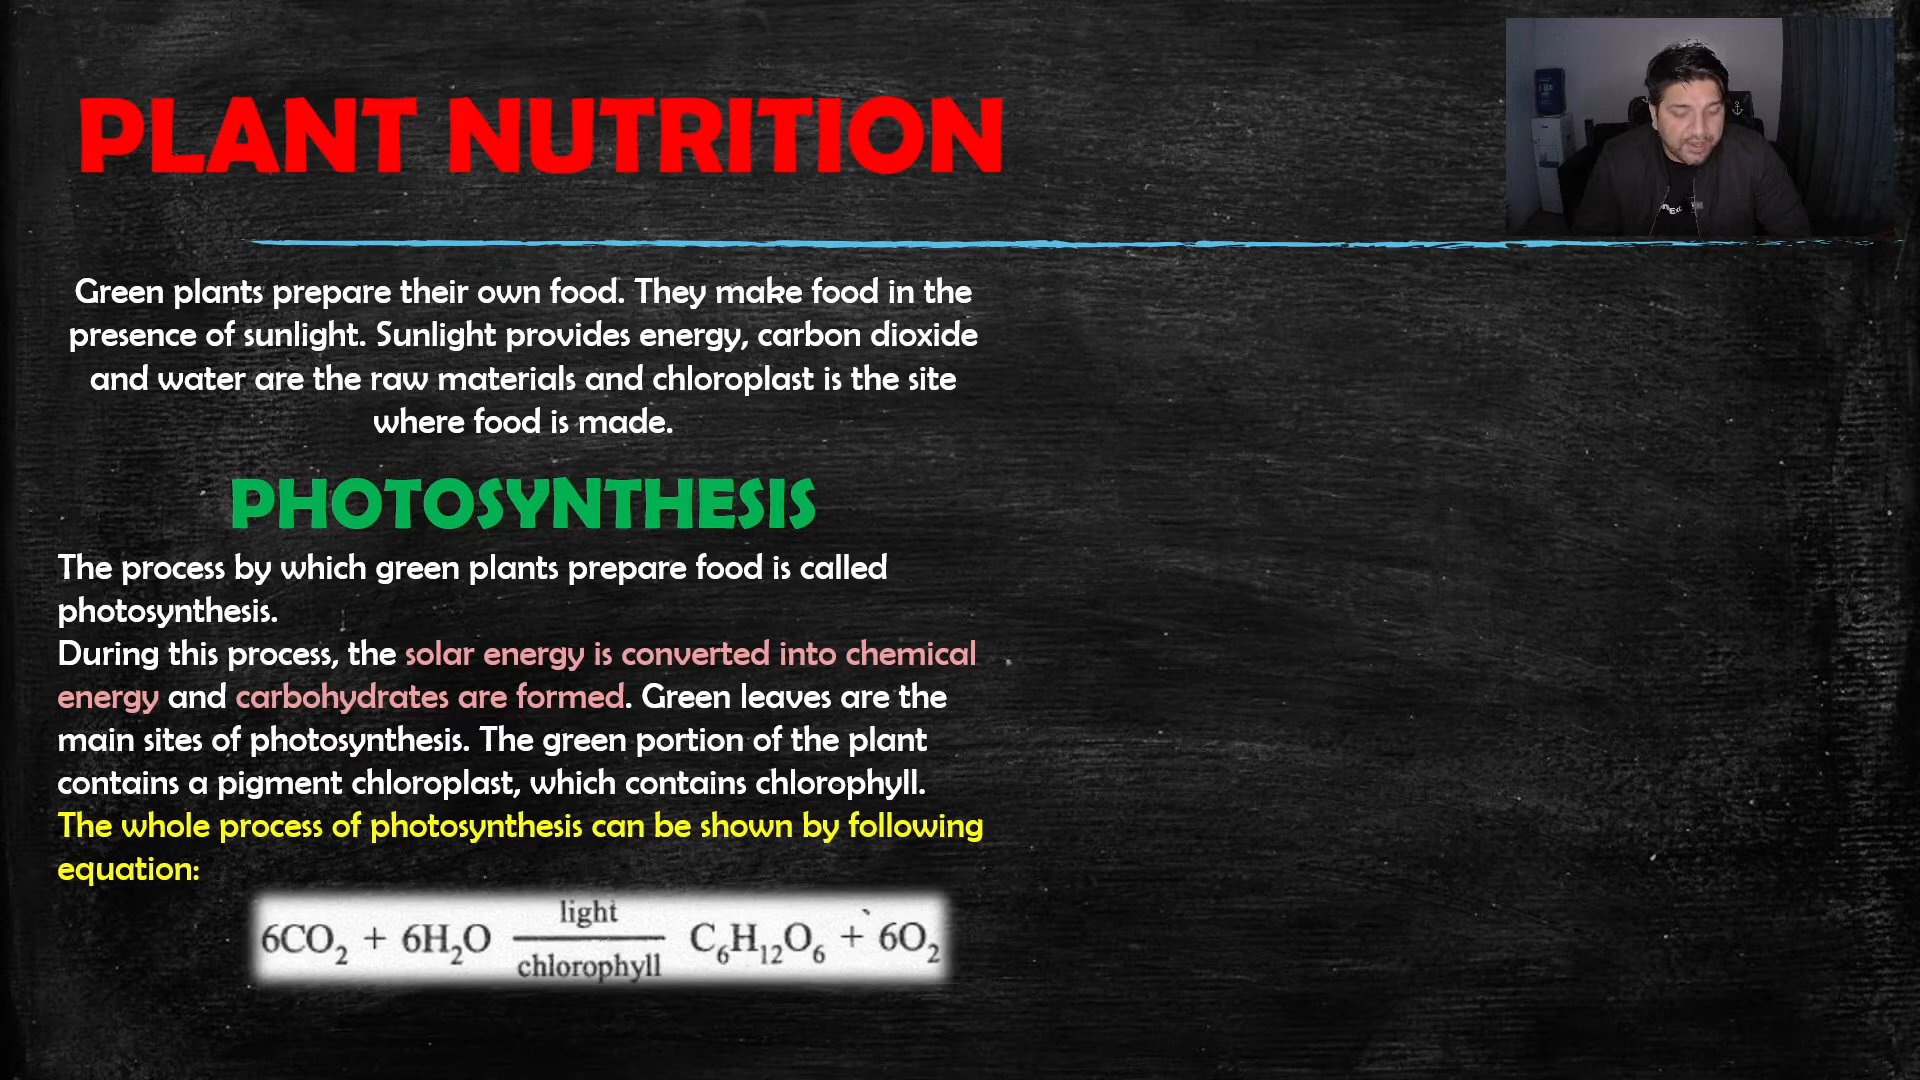 PLANT NUTRITION
Green plants prepare their own food. They make food in the
presence of sunlight. Sunlight provides energy, carbon dioxide
and water are the raw materials and chloroplast is the site
where food is made.
PHOTOSYNTHESIS
The process by which green plants prepare food is called
photosynthesis.
During this process, the solar energy is converted into chemical
energy and carbohydrates are formed. Green leaves are the
main sites of photosynthesis. The green portion of the plant
contains a pigment chloroplast, which contains chlorophyll.
The whole process of photosynthesis can be shown by following
equation:
light
6CO₂ + 6H₂O ⎯⎯ C₆H₁₂O₆ + 6O₂
chlorophyll